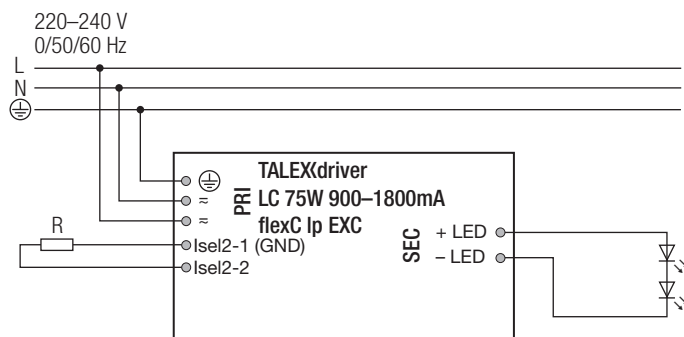 220–240 V
0/50/60 Hz
L
N
TALEXXdriver
LC 75W 900–1800mA
flexC lp EXC
PRI
≂
≂
R
Isel2-1 (GND)
Isel2-2
SEC
+ LED
– LED